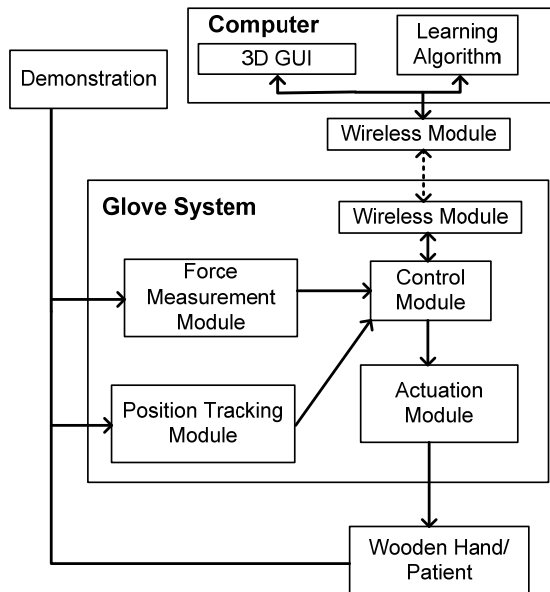 Computer
3D GUI
Learning
Algorithm
Demonstration
Wireless Module
Glove System
Wireless Module
Force
Measurement
Module
Control
Module
Position Tracking
Module
Actuation
Module
Wooden Hand/
Patient